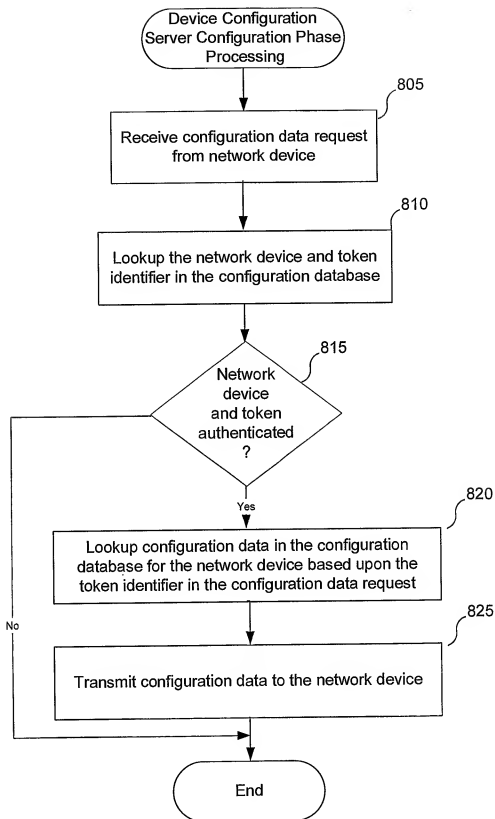 Device Configuration
Server Configuration Phase
Processing
805
Receive configuration data request
from network device
810
Lookup the network device and token
identifier in the configuration database
815
Network
device
and token
authenticated
?
Yes
820
Lookup configuration data in the configuration
database for the network device based upon the
token identifier in the configuration data request
No
825
Transmit configuration data to the network device
End